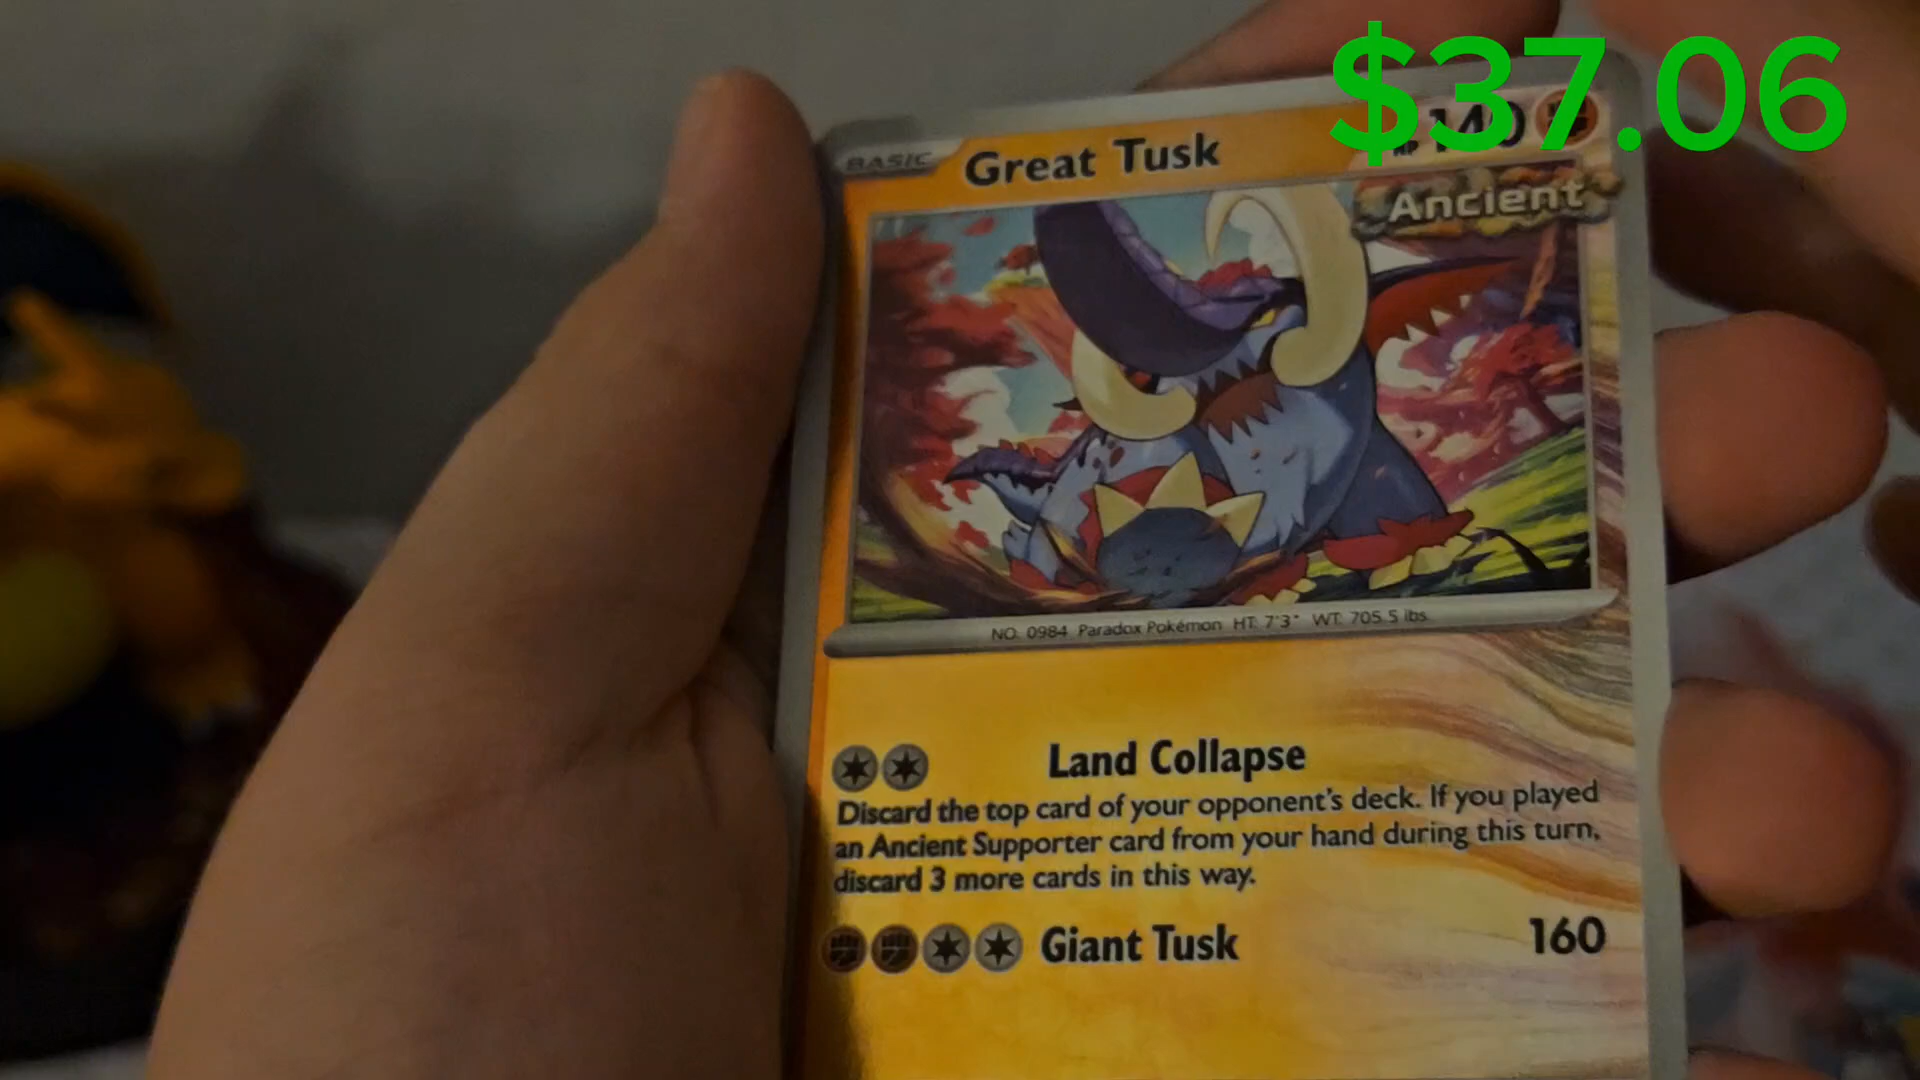 $37.06
BASIC Great Tusk HP 140
Ancient
NO. 0984 Paradox Pokémon HT: 7'3" WT: 705.5 lbs.
Land Collapse
Discard the top card of your opponent's deck. If you played
an Ancient Supporter card from your hand during this turn,
discard 3 more cards in this way.
Giant Tusk 160